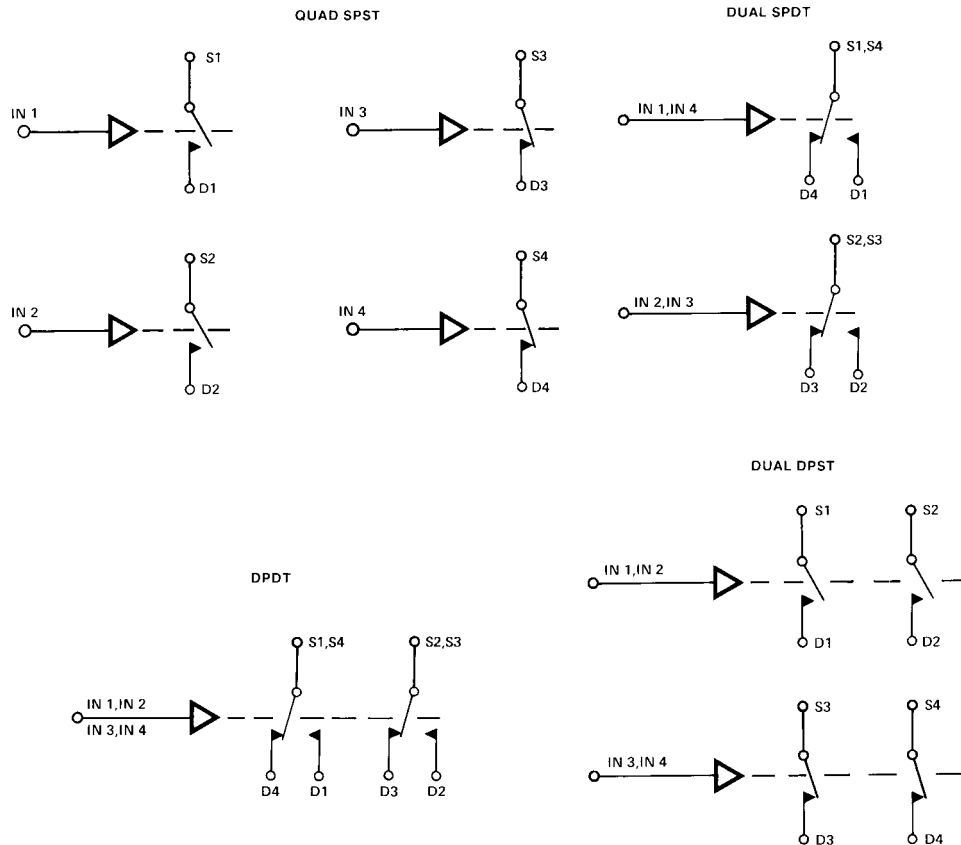 QUAD SPST
S1
IN 1
D1
S3
IN 3
D3
S2
IN 2
D2
S4
IN 4
D4
DUAL SPDT
S1,S4
IN 1,IN 4
D4 D1
S2,S3
IN 2,IN 3
D3 D2
DPDT
S1,S4 S2,S3
IN 1,IN 2
IN 3,IN 4
D4 D1 D3 D2
DUAL DPST
S1 S2
IN 1,IN 2
D1 D2
S3 S4
IN 3,IN 4
D3 D4